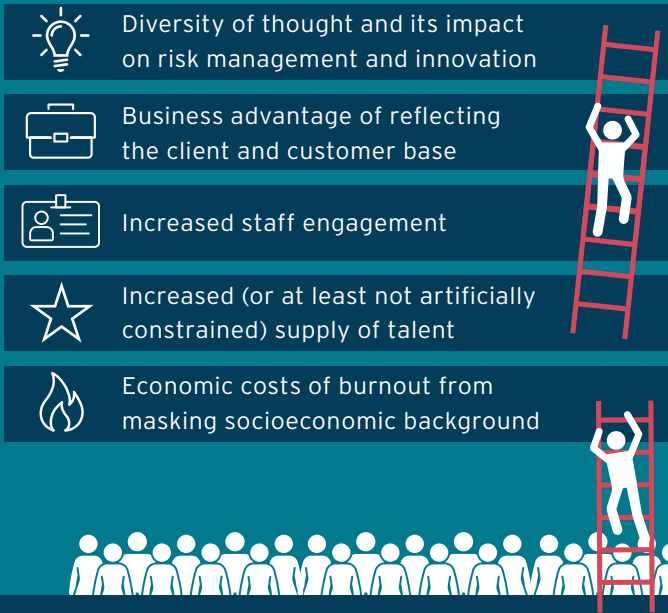 Diversity of thought and its impact
on risk management and innovation
Business advantage of reflecting
the client and customer base
Increased staff engagement
Increased (or at least not artificially
constrained) supply of talent
Economic costs of burnout from
masking socioeconomic background